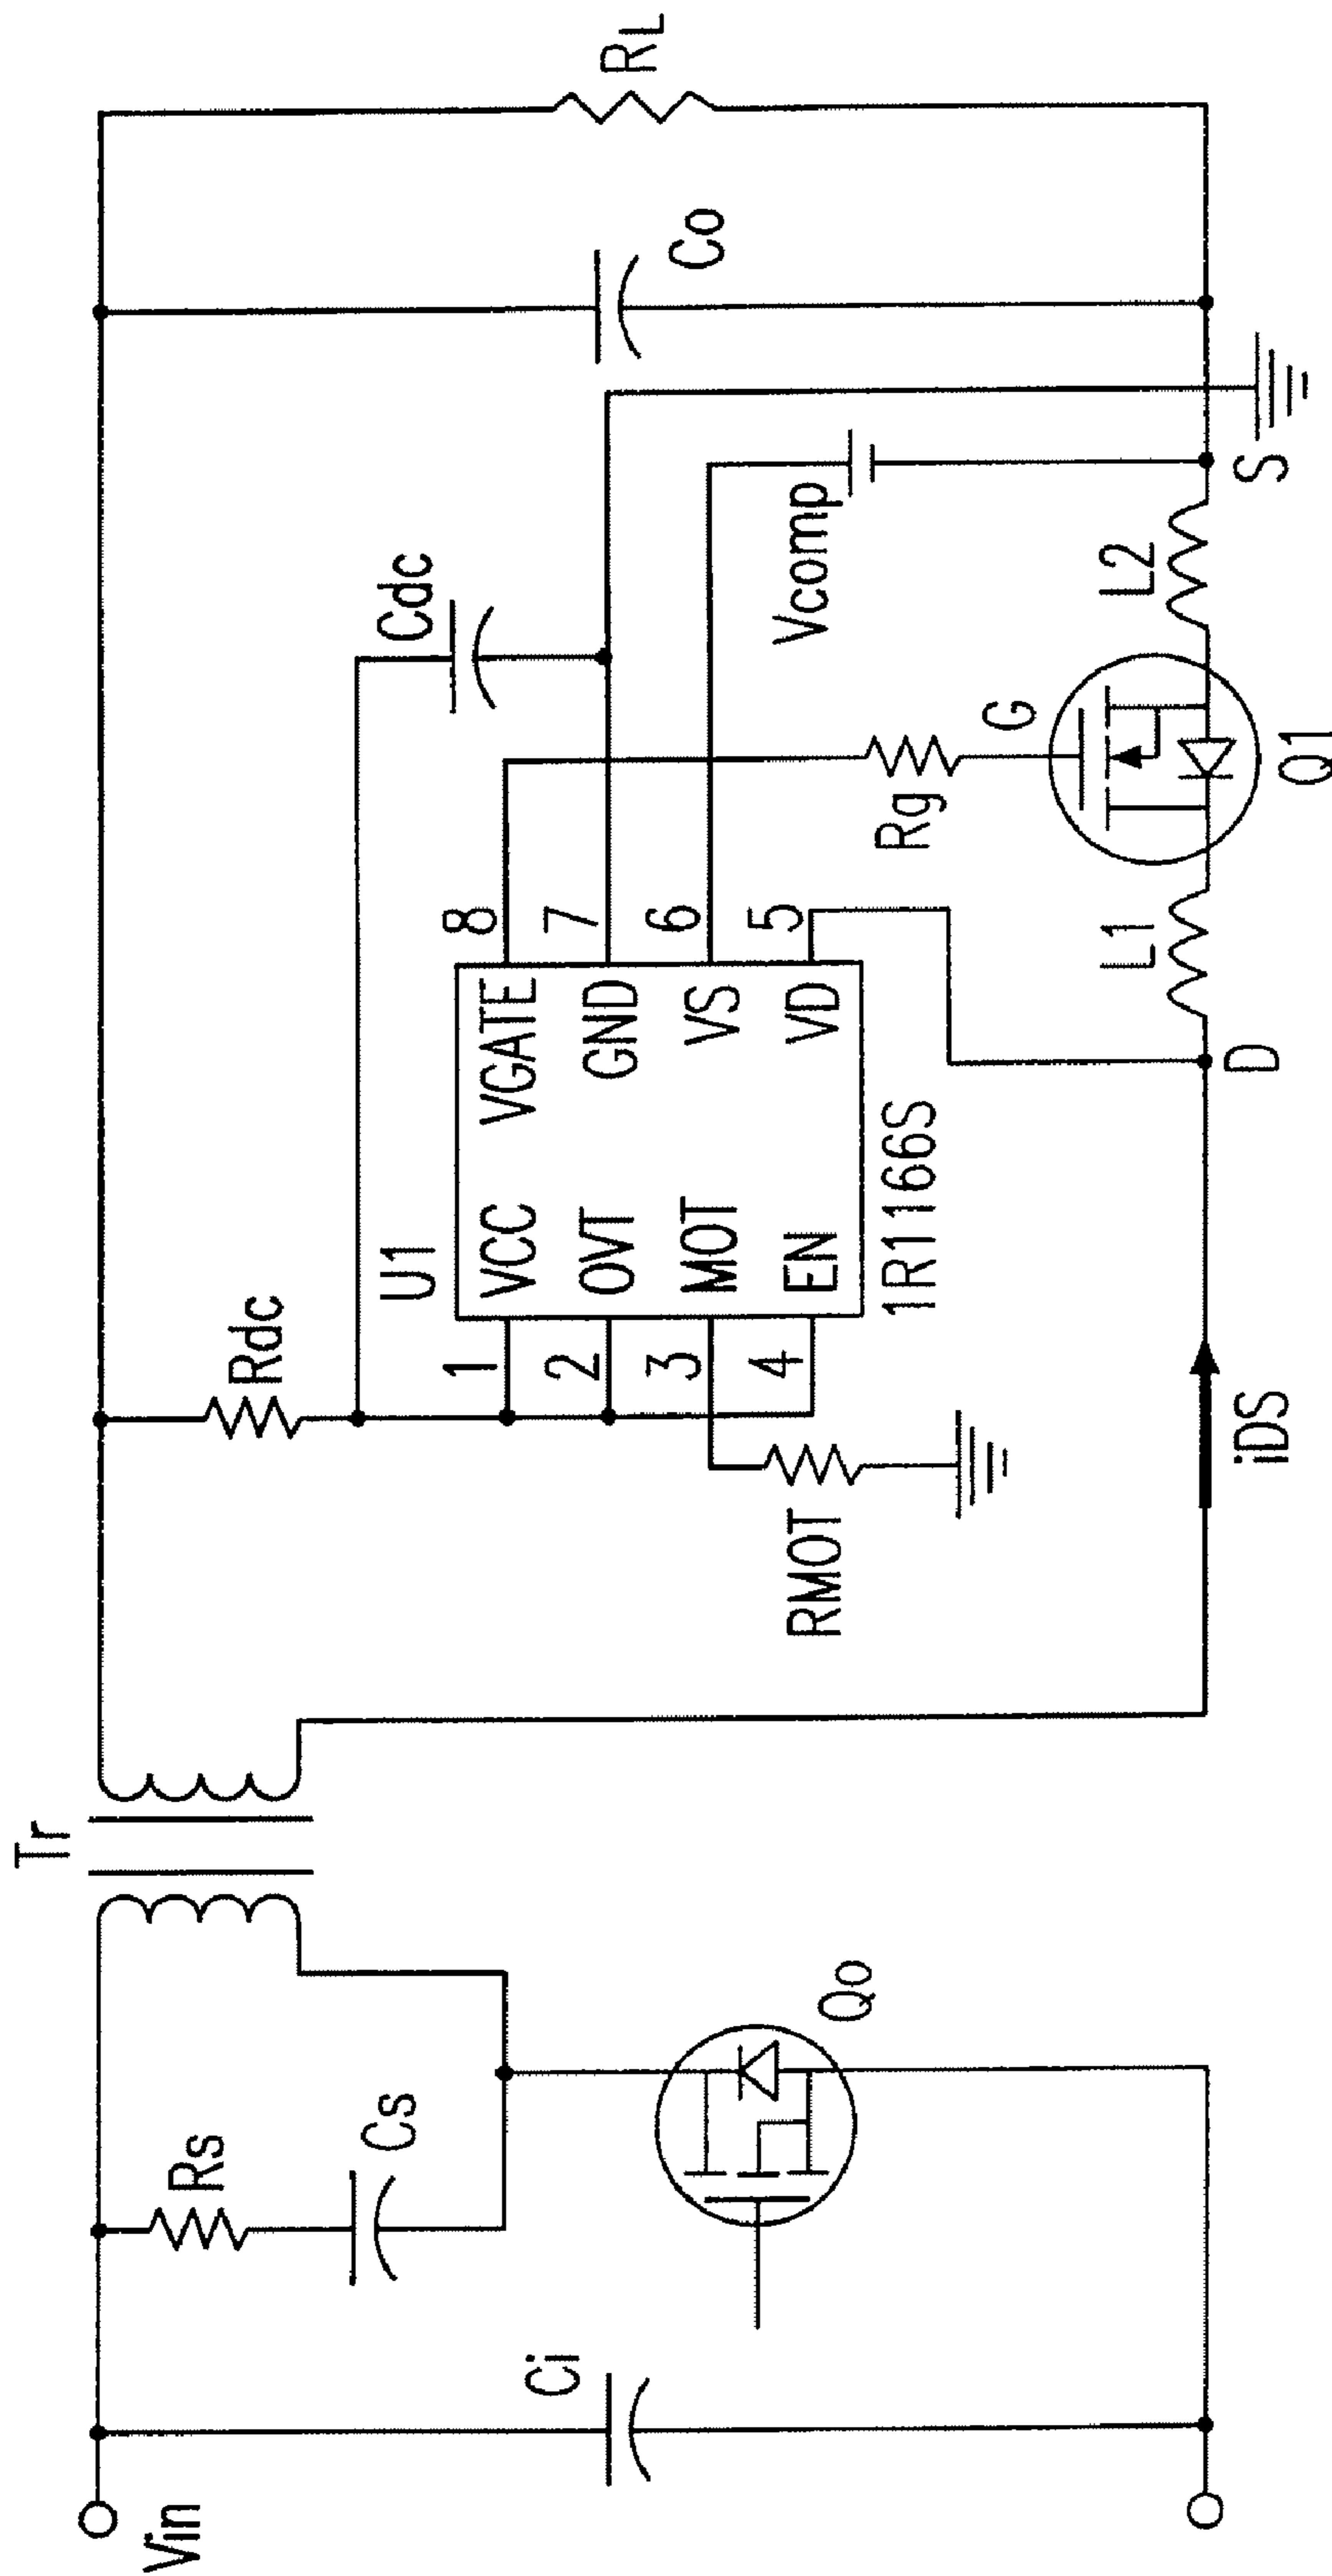 Tr
Rdc
RL
Rs
Cs
Ci
Vin
Qo
U1
Cdc
Co
1
2
3
4
VCC
OVT
MOT
EN
VGATE
GND
VS
VD
8
7
6
5
1R1166S
RMOT
Rg
G
Vcomp
L1
L2
iDS
D
Q1
S